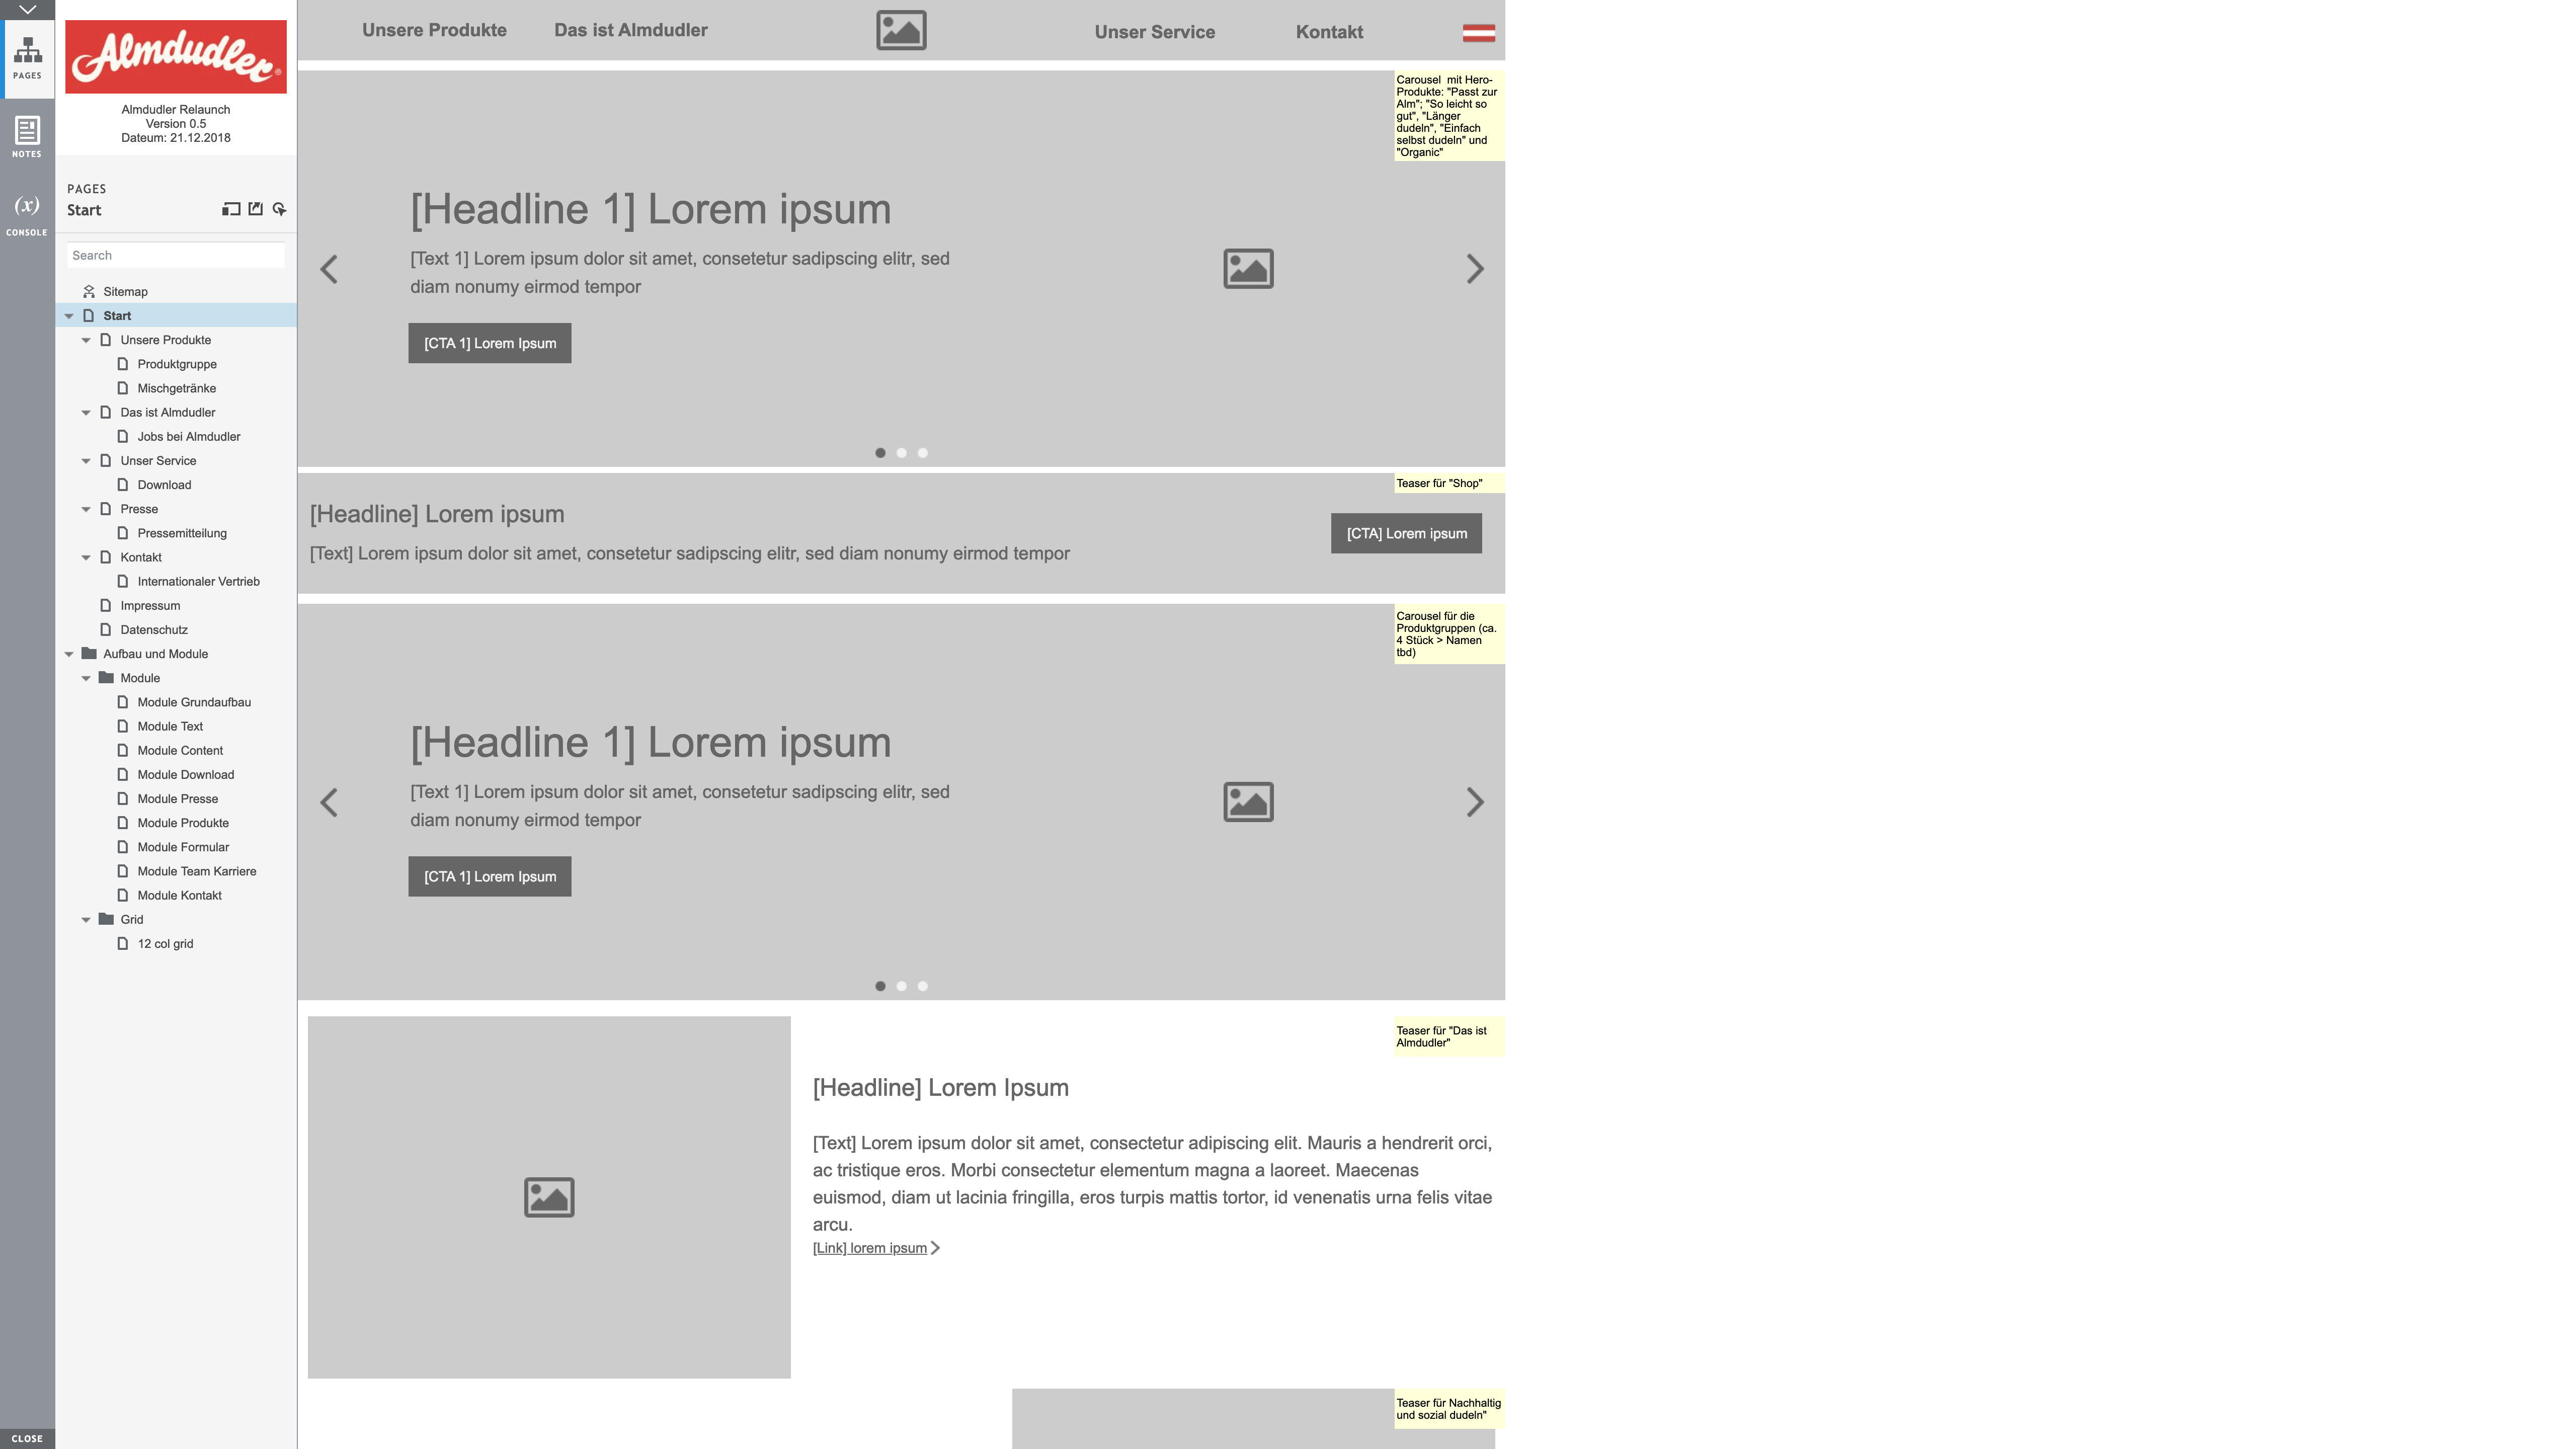 PAGES
NOTES
(x)
CONSOLE
CLOSE
Almdudler
Almdudler Relaunch
Version 0.5
Dateum: 21.12.2018
PAGES
Start
Search
Sitemap
Start
Unsere Produkte
Produktgruppe
Mischgetränke
Das ist Almdudler
Jobs bei Almdudler
Unser Service
Download
Presse
Pressemitteilung
Kontakt
Internationaler Vertrieb
Impressum
Datenschutz
Aufbau und Module
Module
Module Grundaufbau
Module Text
Module Content
Module Download
Module Presse
Module Produkte
Module Formular
Module Team Karriere
Module Kontakt
Grid
12 col grid
Unsere Produkte
Das ist Almdudler
Unser Service
Kontakt
Carousel mit Hero-
Produkte: "Passt zur
Alm"; "So leicht so
gut", "Länger
dudeln", "Einfach
selbst dudeln" und
"Organic"
[Headline 1] Lorem ipsum
[Text 1] Lorem ipsum dolor sit amet, consetetur sadipscing elitr, sed
diam nonumy eirmod tempor
[CTA 1] Lorem Ipsum
Teaser für "Shop"
[Headline] Lorem ipsum
[Text] Lorem ipsum dolor sit amet, consetetur sadipscing elitr, sed diam nonumy eirmod tempor
[CTA] Lorem ipsum
Carousel für die
Produktgruppen (ca.
4 Stück > Namen
tbd)
[Headline 1] Lorem ipsum
[Text 1] Lorem ipsum dolor sit amet, consetetur sadipscing elitr, sed
diam nonumy eirmod tempor
[CTA 1] Lorem Ipsum
Teaser für "Das ist
Almdudler"
[Headline] Lorem Ipsum
[Text] Lorem ipsum dolor sit amet, consectetur adipiscing elit. Mauris a hendrerit orci,
ac tristique eros. Morbi consectetur elementum magna a laoreet. Maecenas
euismod, diam ut lacinia fringilla, eros turpis mattis tortor, id venenatis urna felis vitae
arcu.
[Link] lorem ipsum
Teaser für Nachhaltig
und sozial dudeln"